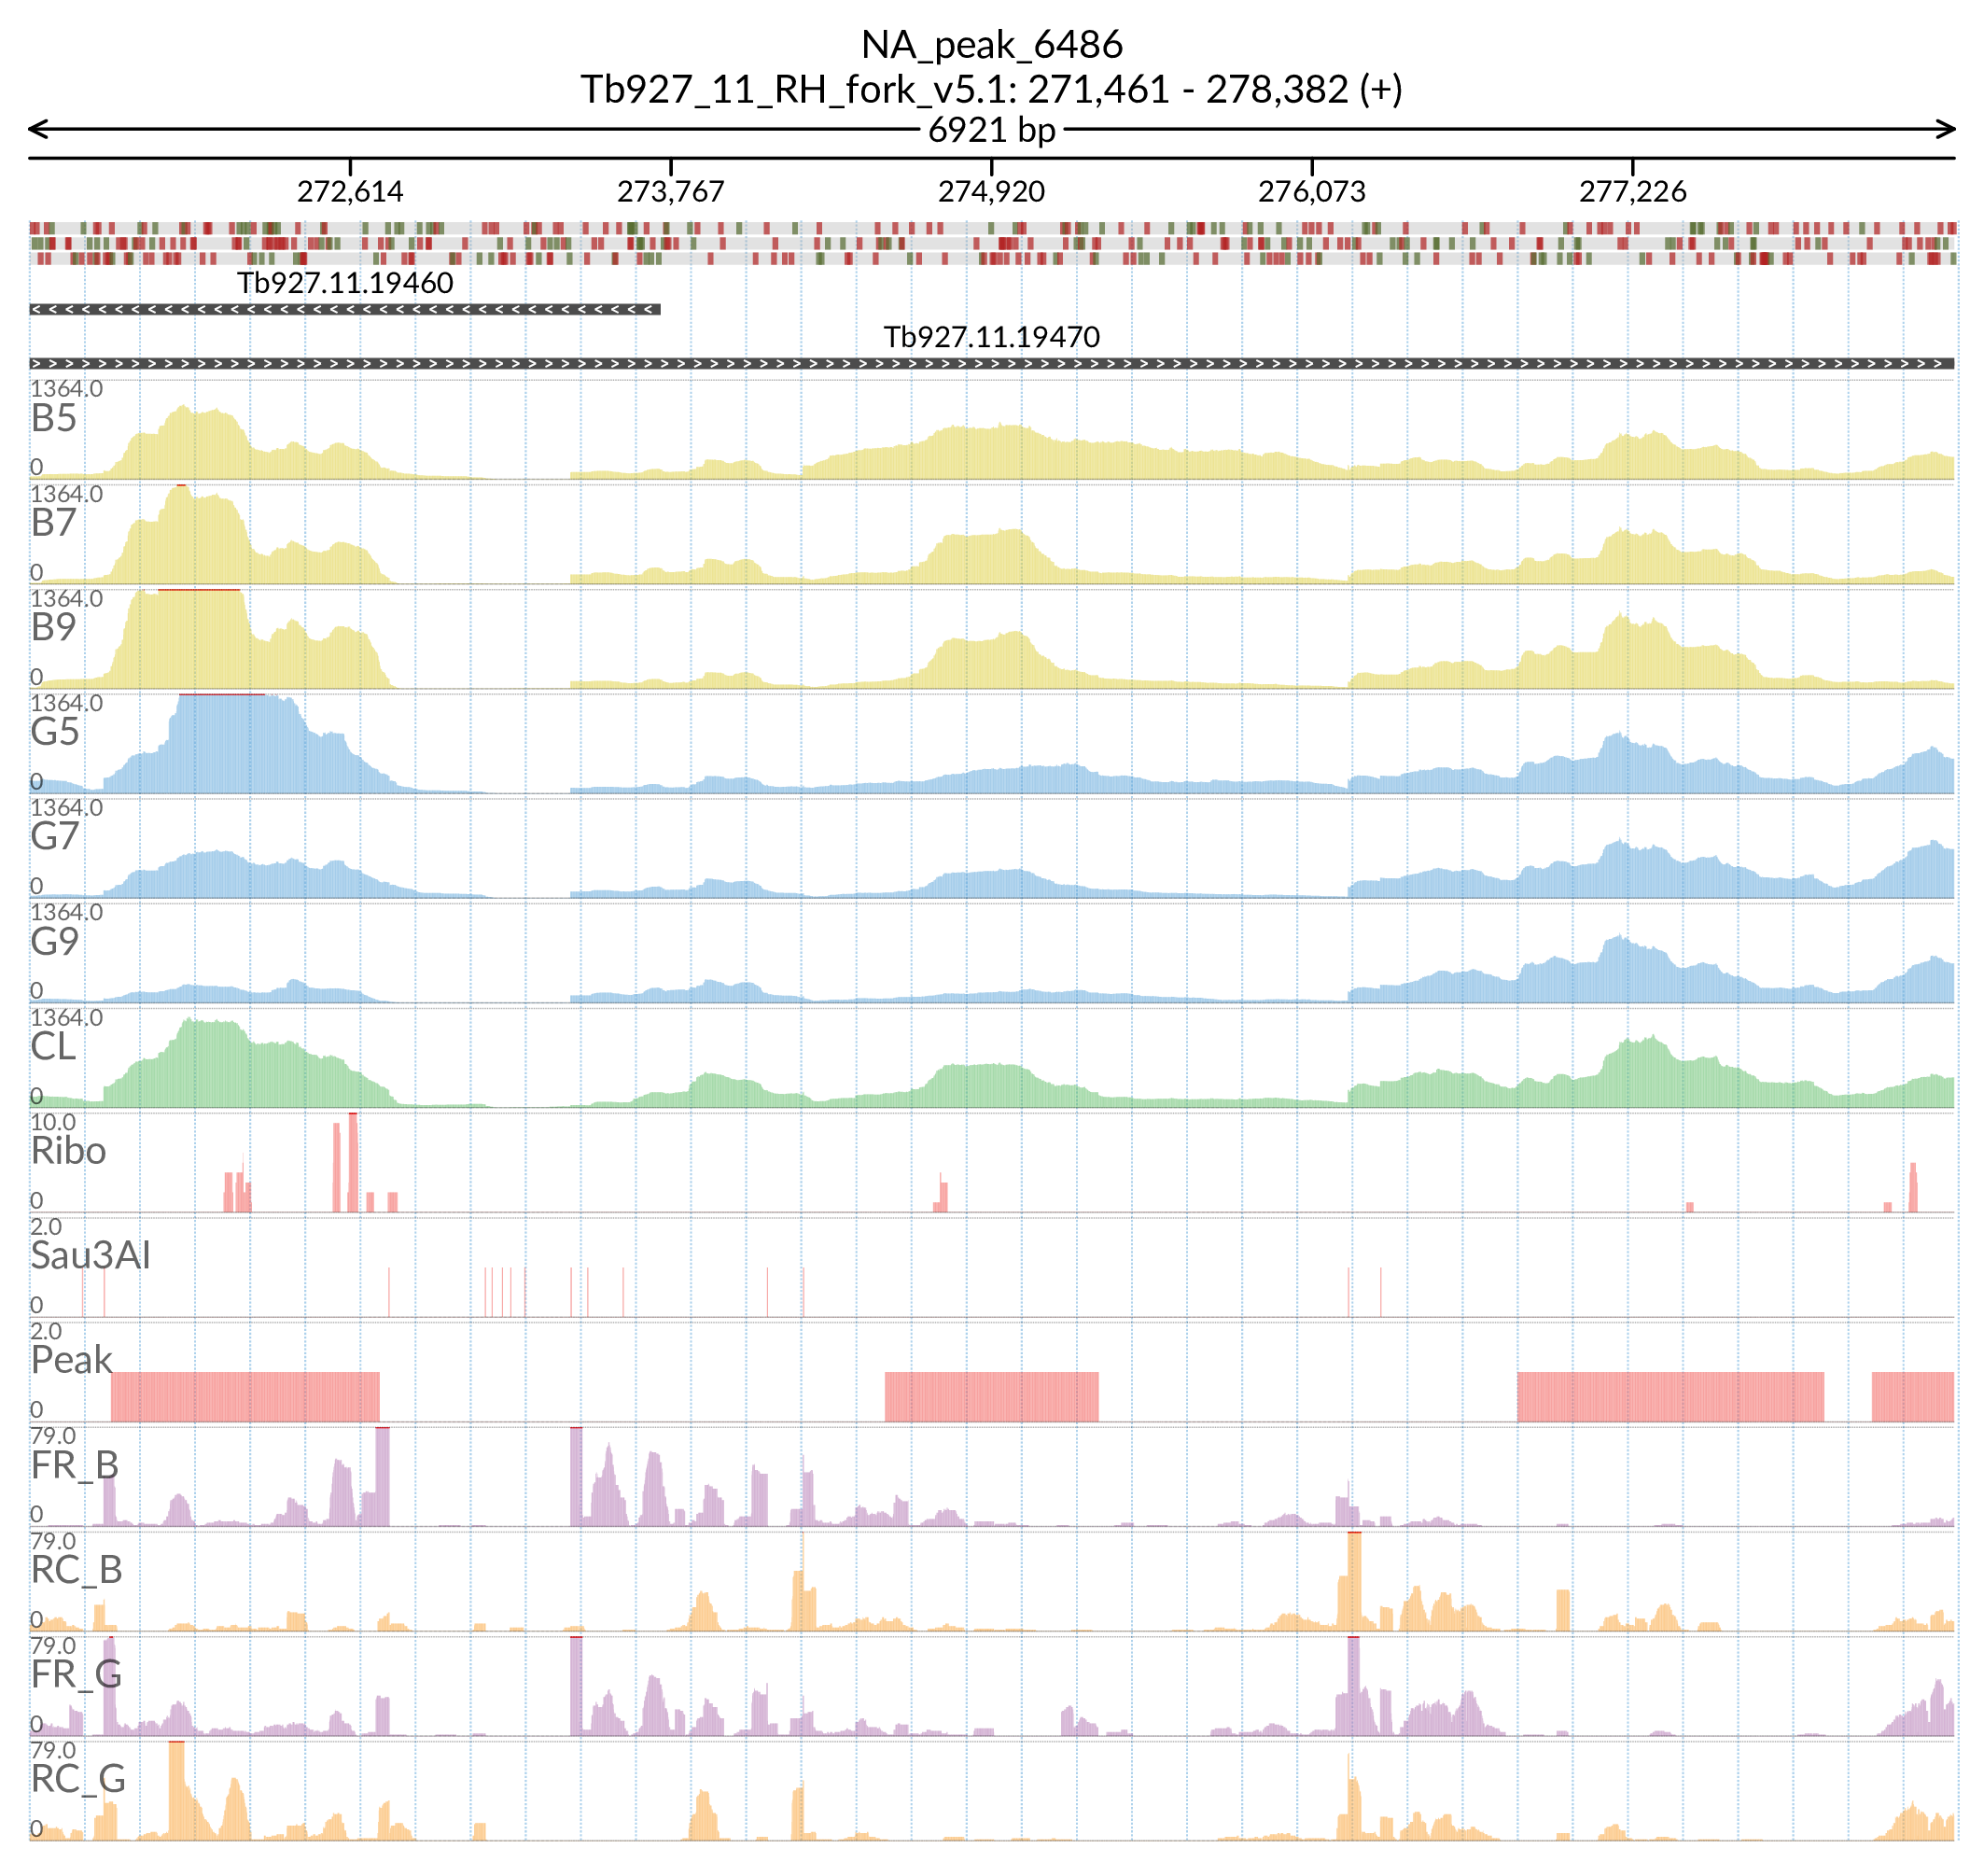 NA_peak_6486
Tb927_11_RH_fork_v5.1: 271,461 - 278,382 (+)
6921 bp
272,614 273,767 274,920 276,073 277,226
Tb927.11.19460
Tb927.11.19470
1364.0
B5
0
1364.0
B7
0
1364.0
B9
0
1364.0
G5
0
1364.0
G7
0
1364.0
G9
0
1364.0
CL
0
10.0
Ribo
0
2.0
Sau3AI
0
2.0
Peak
0
79.0
FR_B
0
79.0
RC_B
0
79.0
FR_G
0
79.0
RC_G
0